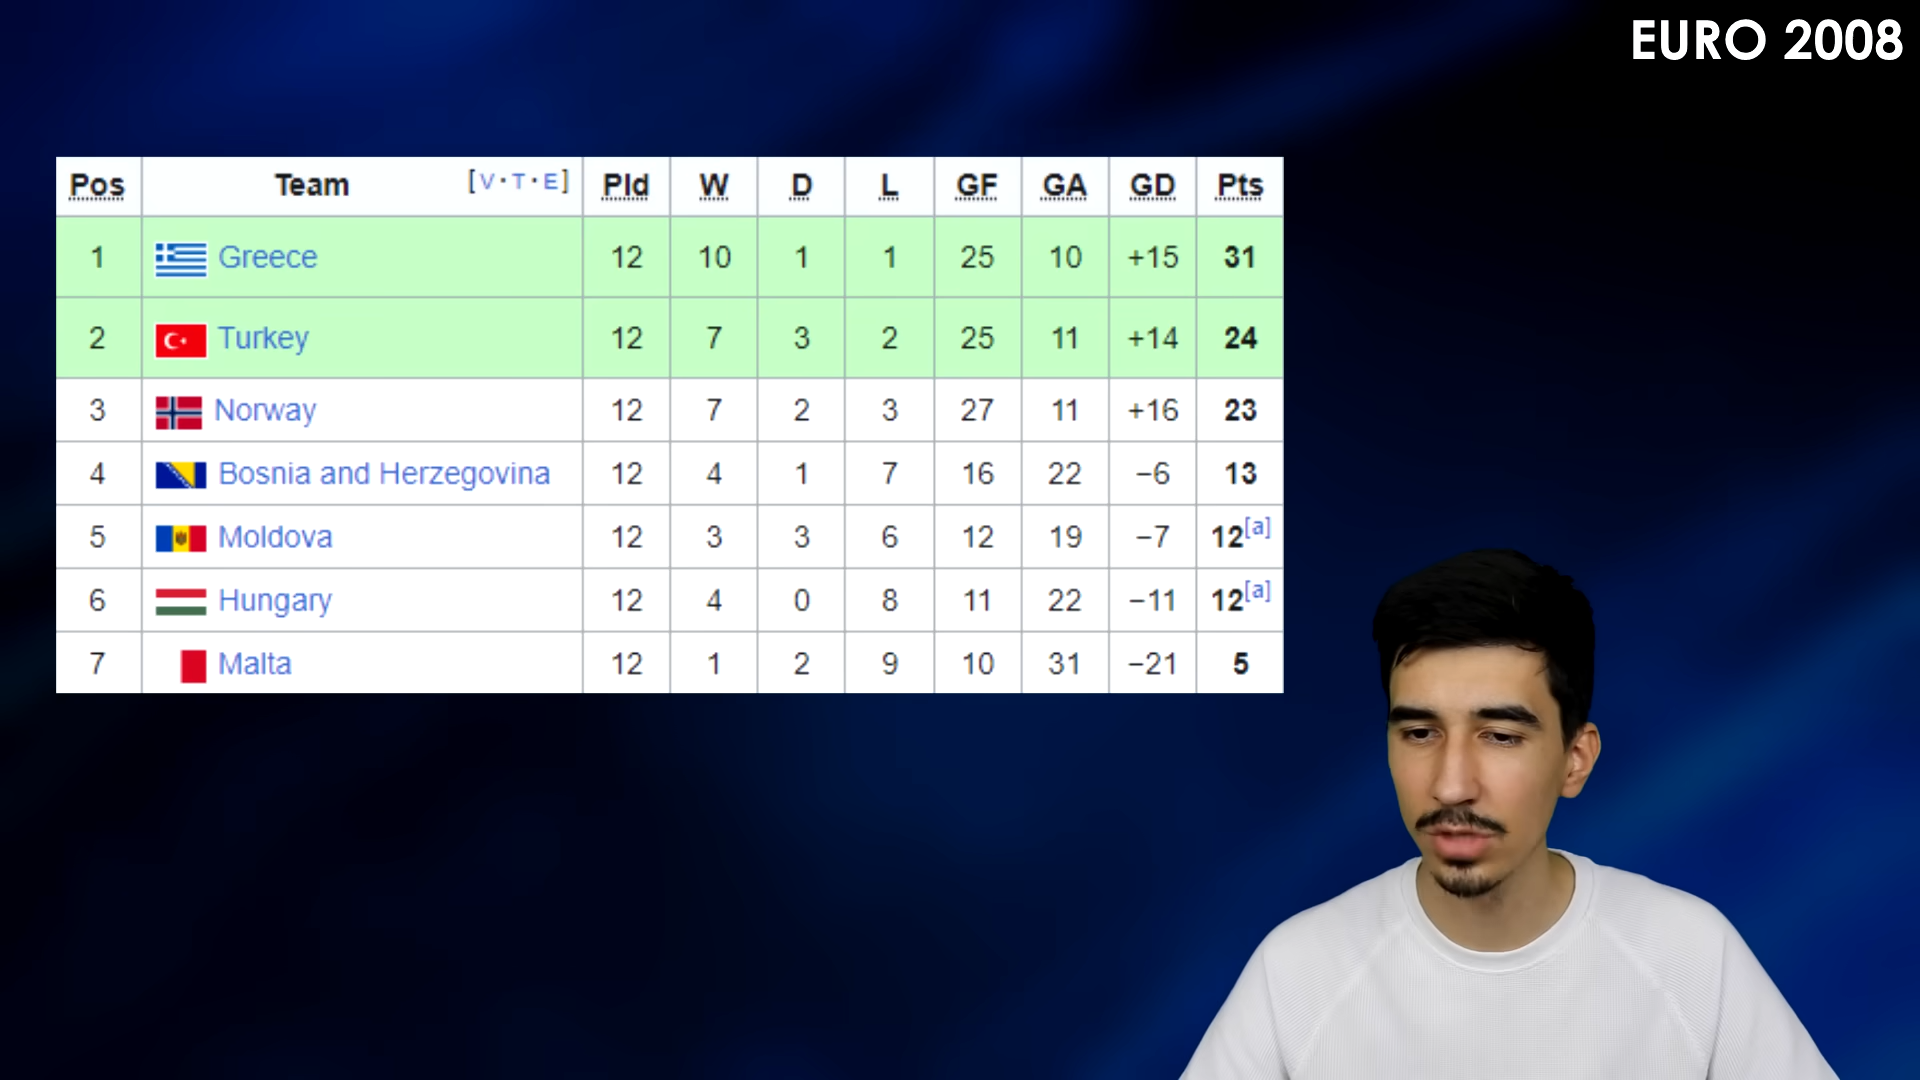 EURO 2008
Pos Team [V·T·E] Pld W D L GF GA GD Pts
1 Greece 12 10 1 1 25 10 +15 31
2 Turkey 12 7 3 2 25 11 +14 24
3 Norway 12 7 2 3 27 11 +16 23
4 Bosnia and Herzegovina 12 4 1 7 16 22 −6 13
5 Moldova 12 3 3 6 12 19 −7 12[a]
6 Hungary 12 4 0 8 11 22 −11 12[a]
7 Malta 12 1 2 9 10 31 −21 5